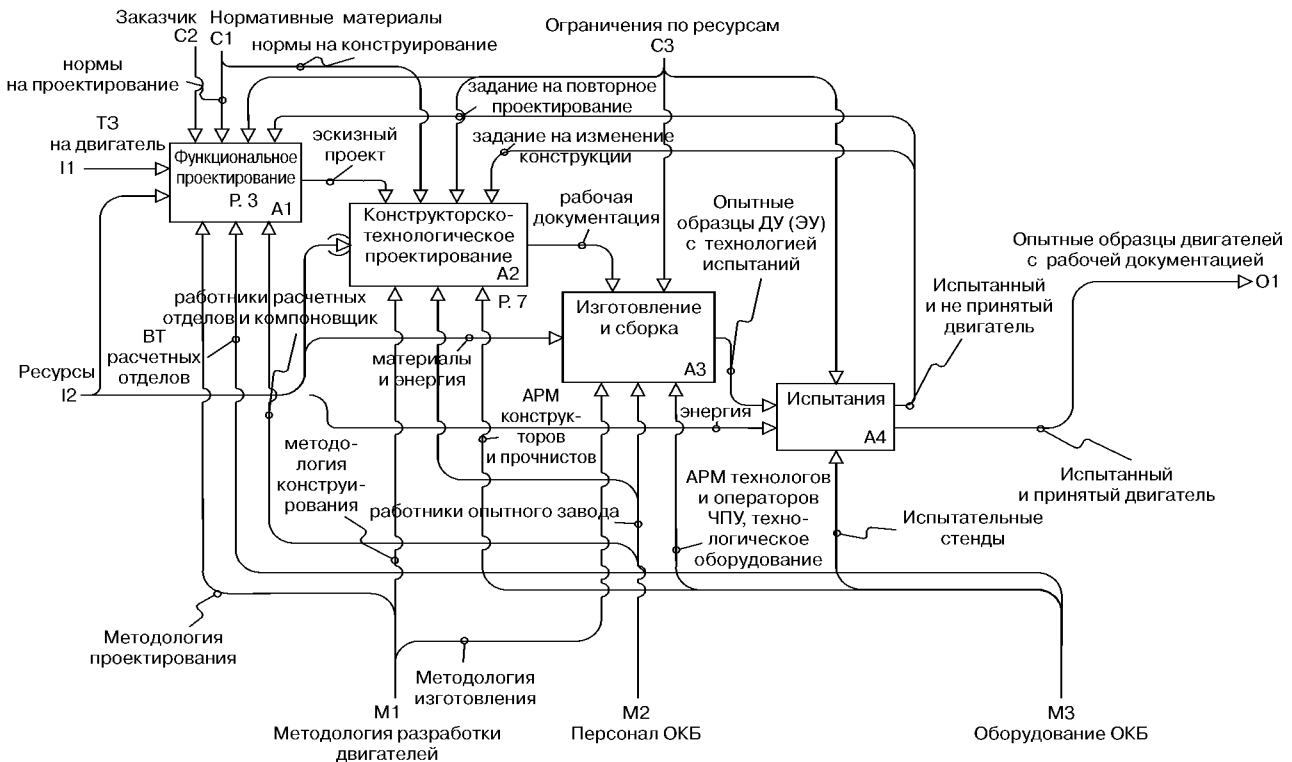 Заказчик
C2
Нормативные материалы
C1
нормы на конструирование
Ограничения по ресурсам
C3
нормы
на проектирование
задание на повторное
проектирование
ТЗ
на двигатель
I1
эскизный
проект
задание на изменение
конструкции
Функциональное
проектирование
P. 3
A1
рабочая
документация
Опытные
образцы ДУ (ЭУ)
с технологией
испытаний
Конструкторско-
технологическое
проектирование
A2
P. 7
Опытные образцы двигателей
с рабочей документацией
O1
работники расчетных
отделов и компоновщик
Изготовление
и сборка
A3
Испытанный
и не принятый
двигатель
ВТ
расчетных
отделов
материалы
и энергия
Ресурсы
I2
АРМ
конструк-
торов
и прочнистов
энергия
Испытания
A4
методо-
логия
конструи-
рования
АРМ технологов
и операторов
ЧПУ, техно-
логическое
оборудование
Испытанный
и принятый двигатель
работники опытного завода
Испытательные
стенды
Методология
проектирования
Методология
изготовления
M1
Методология разработки
двигателей
M2
Персонал ОКБ
M3
Оборудование ОКБ